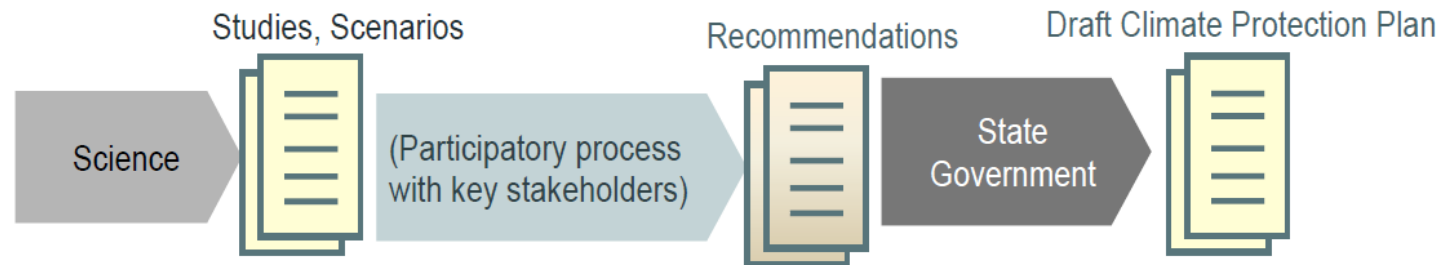 Studies, Scenarios
Recommendations
Draft Climate Protection Plan
Science
(Participatory process
with key stakeholders)
State
Government